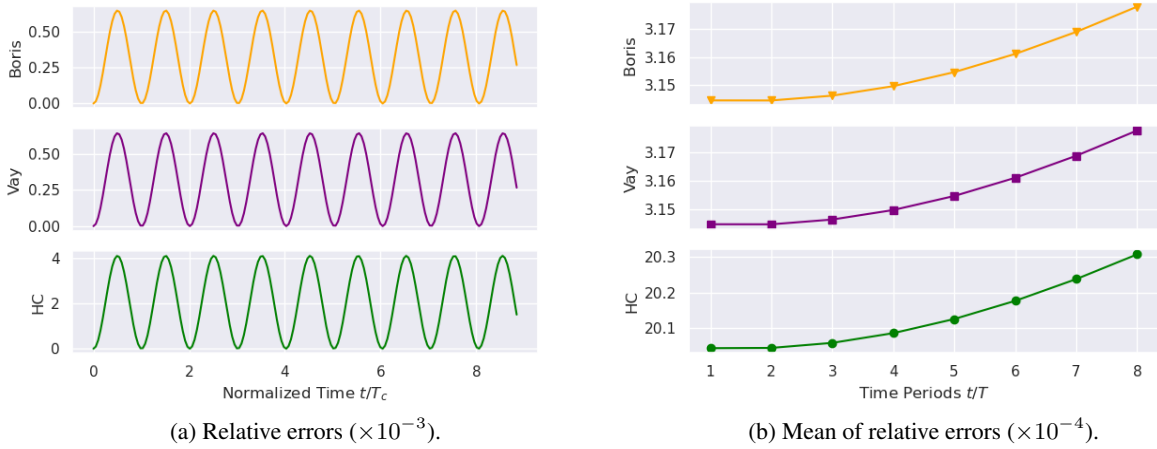 Boris
0.50
0.25
0.00
Vay
0.50
0.25
0.00
HC
4
2
0
0 2 4 6 8
Normalized Time t/T_c
(a) Relative errors (×10⁻³).
Boris
3.17
3.16
3.15
Vay
3.17
3.16
3.15
HC
20.3
20.2
20.1
1 2 3 4 5 6 7 8
Time Periods t/T
(b) Mean of relative errors (×10⁻⁴).